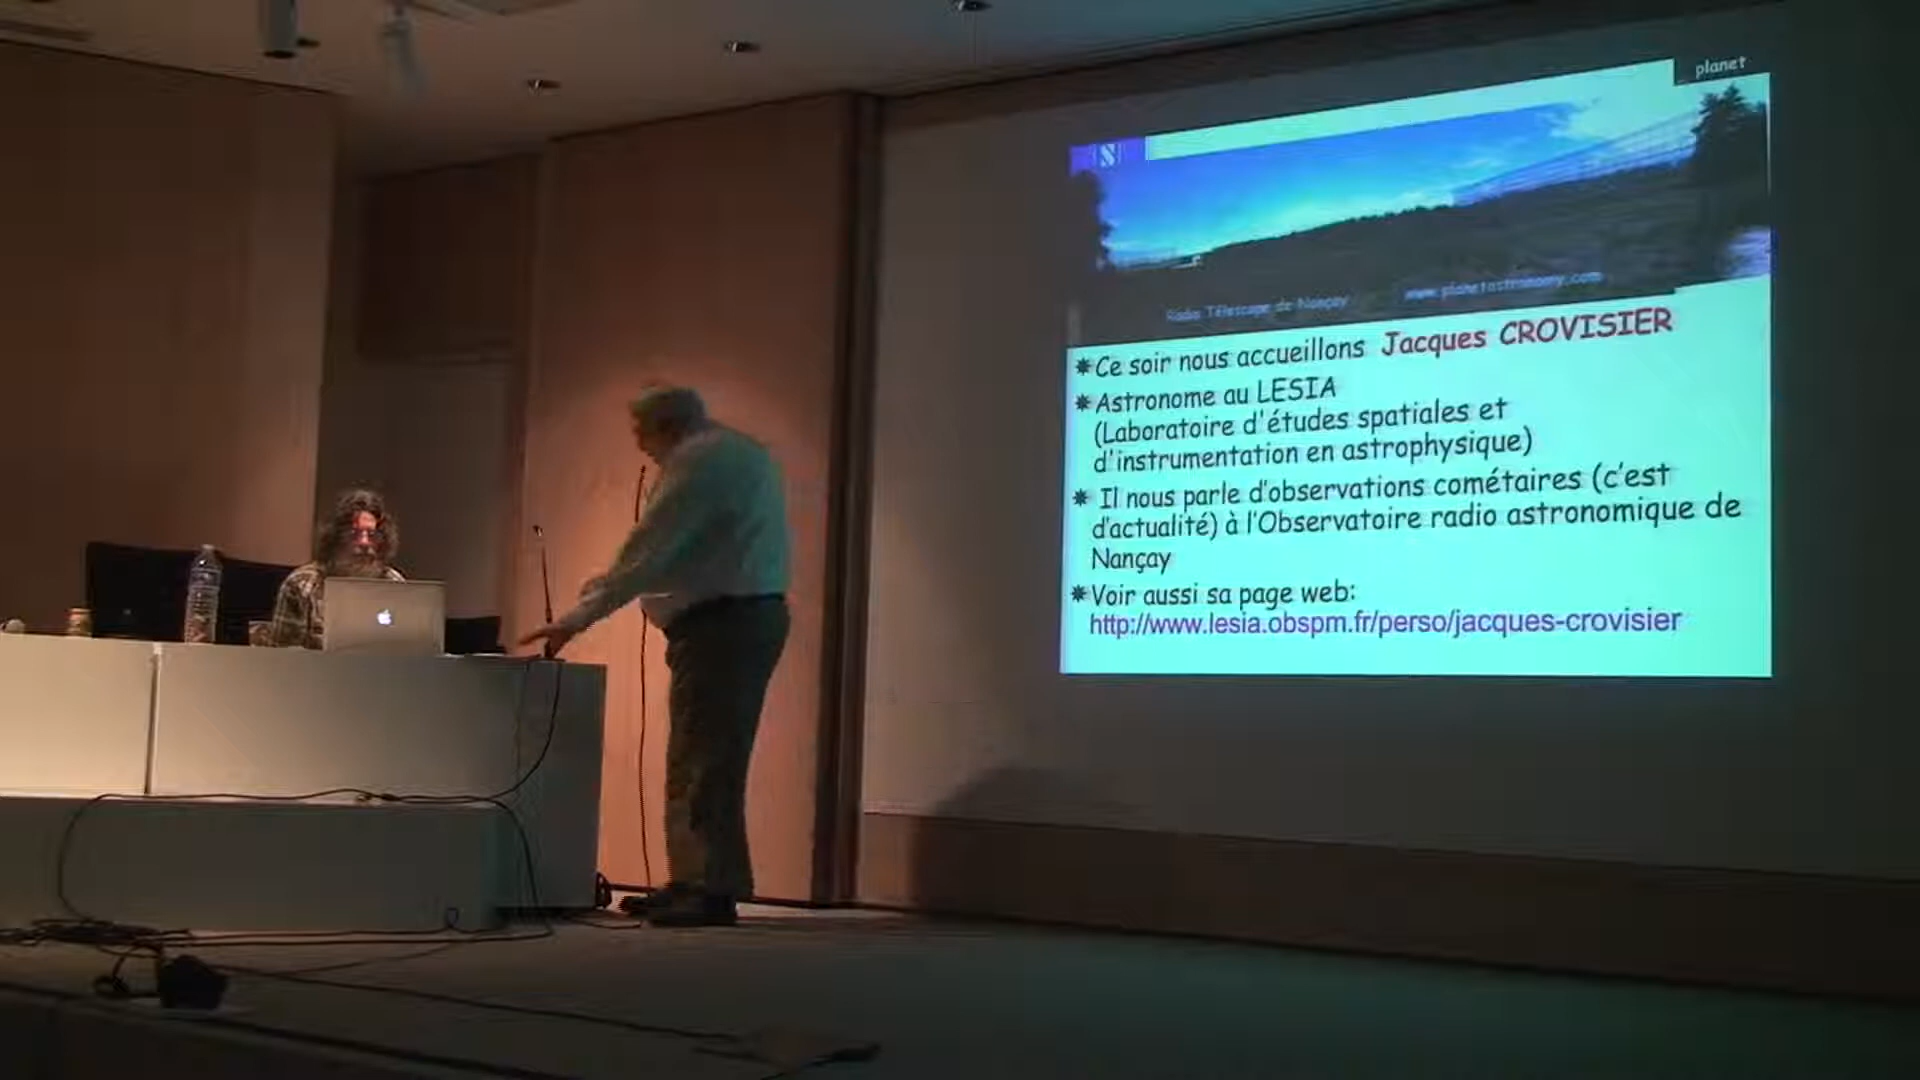 planet
Radio Télescope de Nançay www.planetastronomy.com
✷Ce soir nous accueillons Jacques CROVISIER
✷Astronome au LESIA
(Laboratoire d'études spatiales et
d'instrumentation en astrophysique)
✷ Il nous parle d'observations cométaires (c'est
d'actualité) à l'Observatoire radio astronomique de
Nançay
✷Voir aussi sa page web:
http://www.lesia.obspm.fr/perso/jacques-crovisier